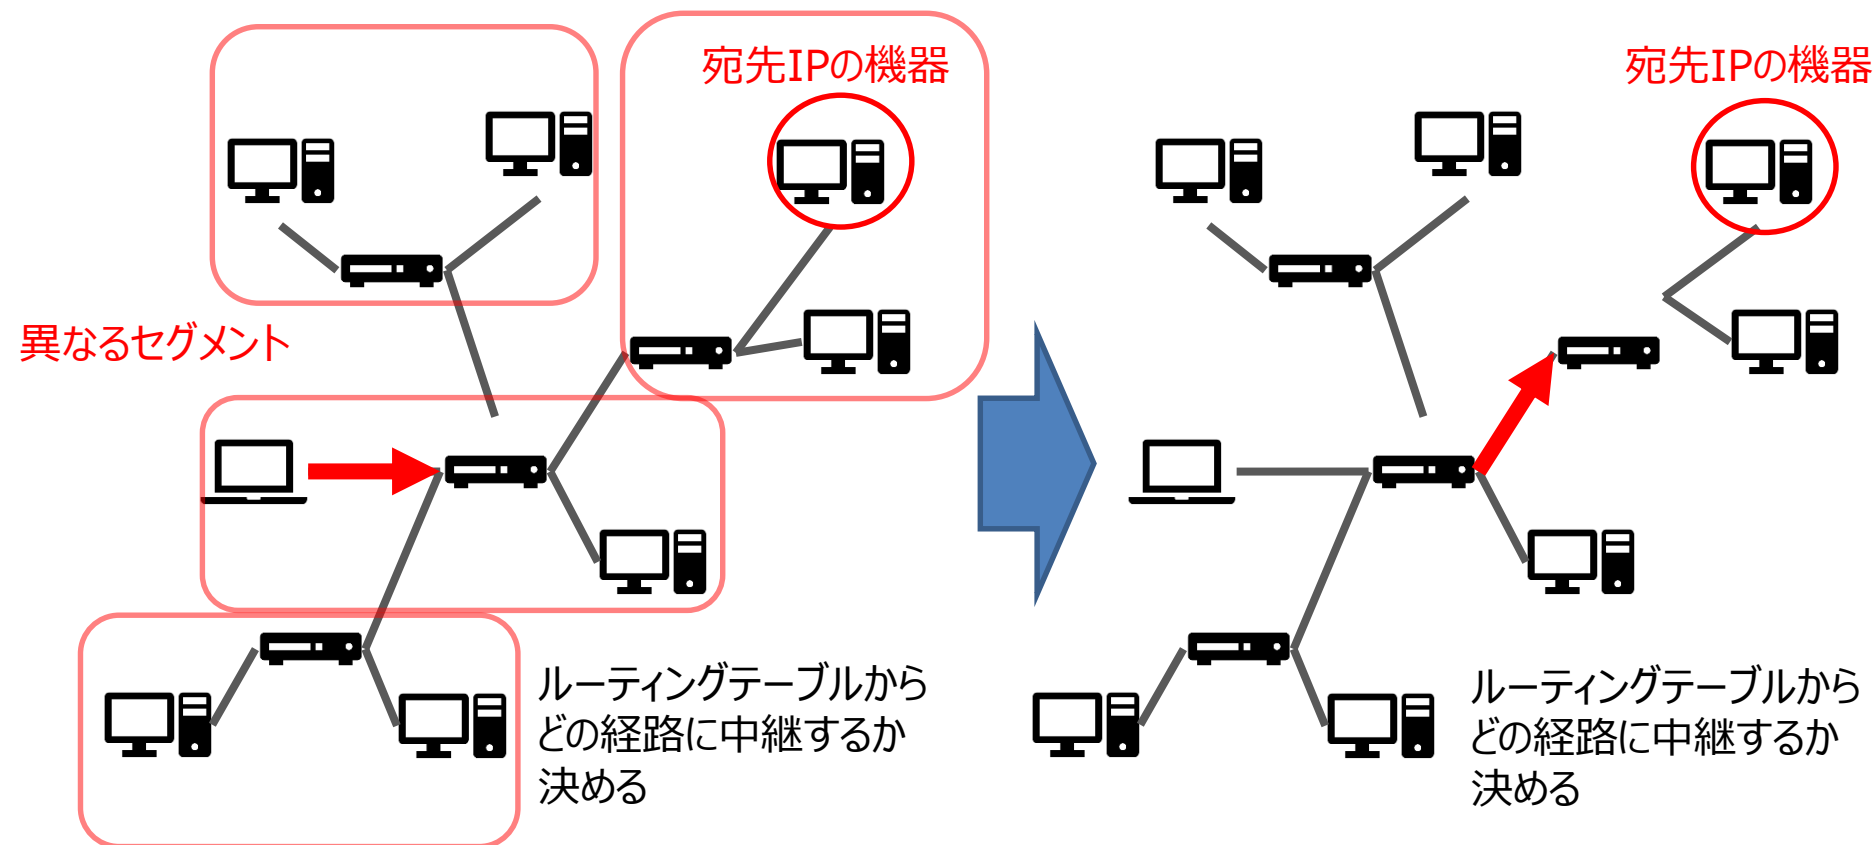 宛先IPの機器
異なるセグメント
ルーティングテーブルから
どの経路に中継するか
決める
宛先IPの機器
ルーティングテーブルから
どの経路に中継するか
決める